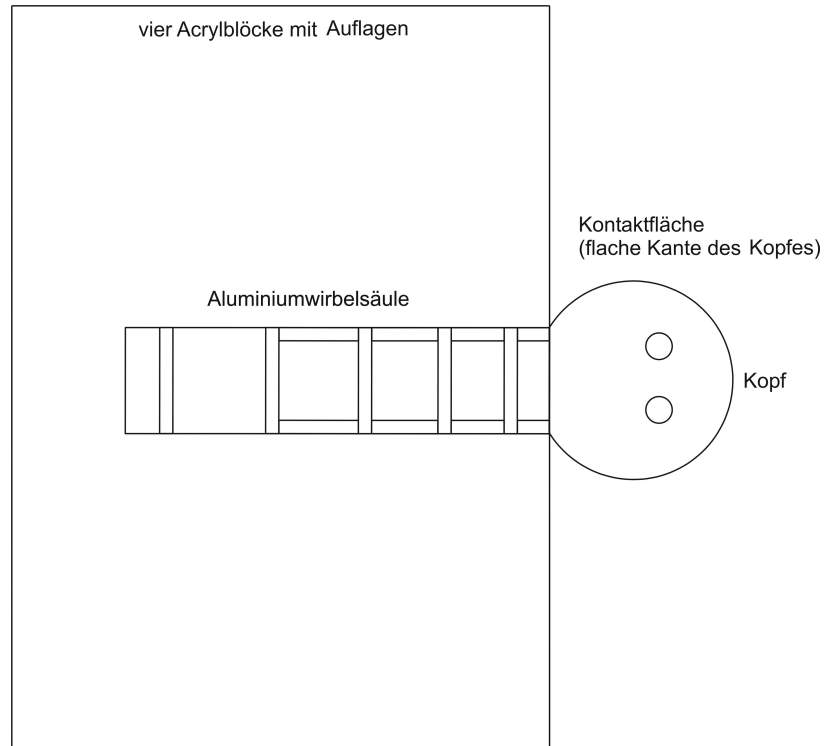 vier Acrylblöcke mit Auflagen
Kontaktfläche
(flache Kante des Kopfes)
Aluminiumwirbelsäule
Kopf